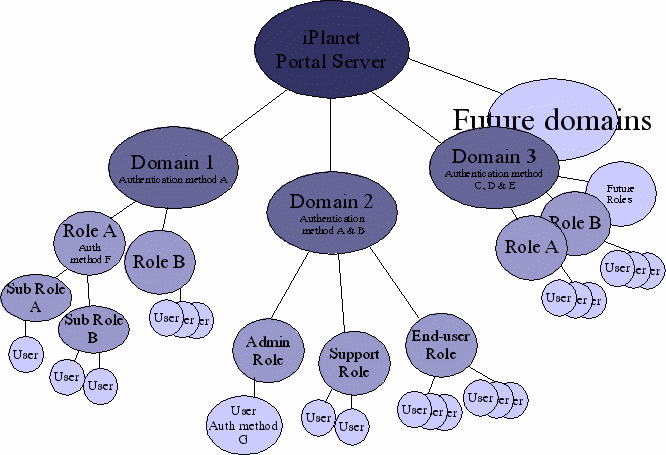 iPlanet
Portal Server
Future domains
Domain 1
Authentication method A
Domain 2
Authentication
method A & B
Domain 3
Authentication method
C, D & E
Future
Roles
Role A
Auth
method F
Role B
Role A
Role B
Sub Role
A
Sub Role
B
User
User
User
User
er
er
Admin
Role
User
Auth method
G
Support
Role
User
User
End-user
Role
User
er
er
User
er
er
User
er
er
User
er
er